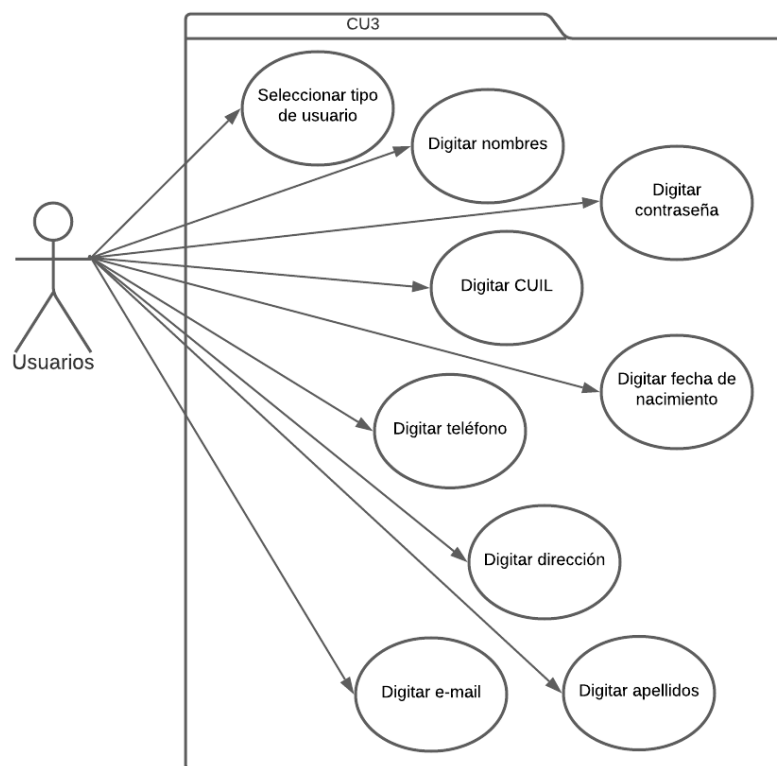 CU3
Seleccionar tipo
de usuario
Digitar nombres
Digitar
contraseña
Digitar CUIL
Usuarios
Digitar fecha de
nacimiento
Digitar teléfono
Digitar dirección
Digitar e-mail
Digitar apellidos